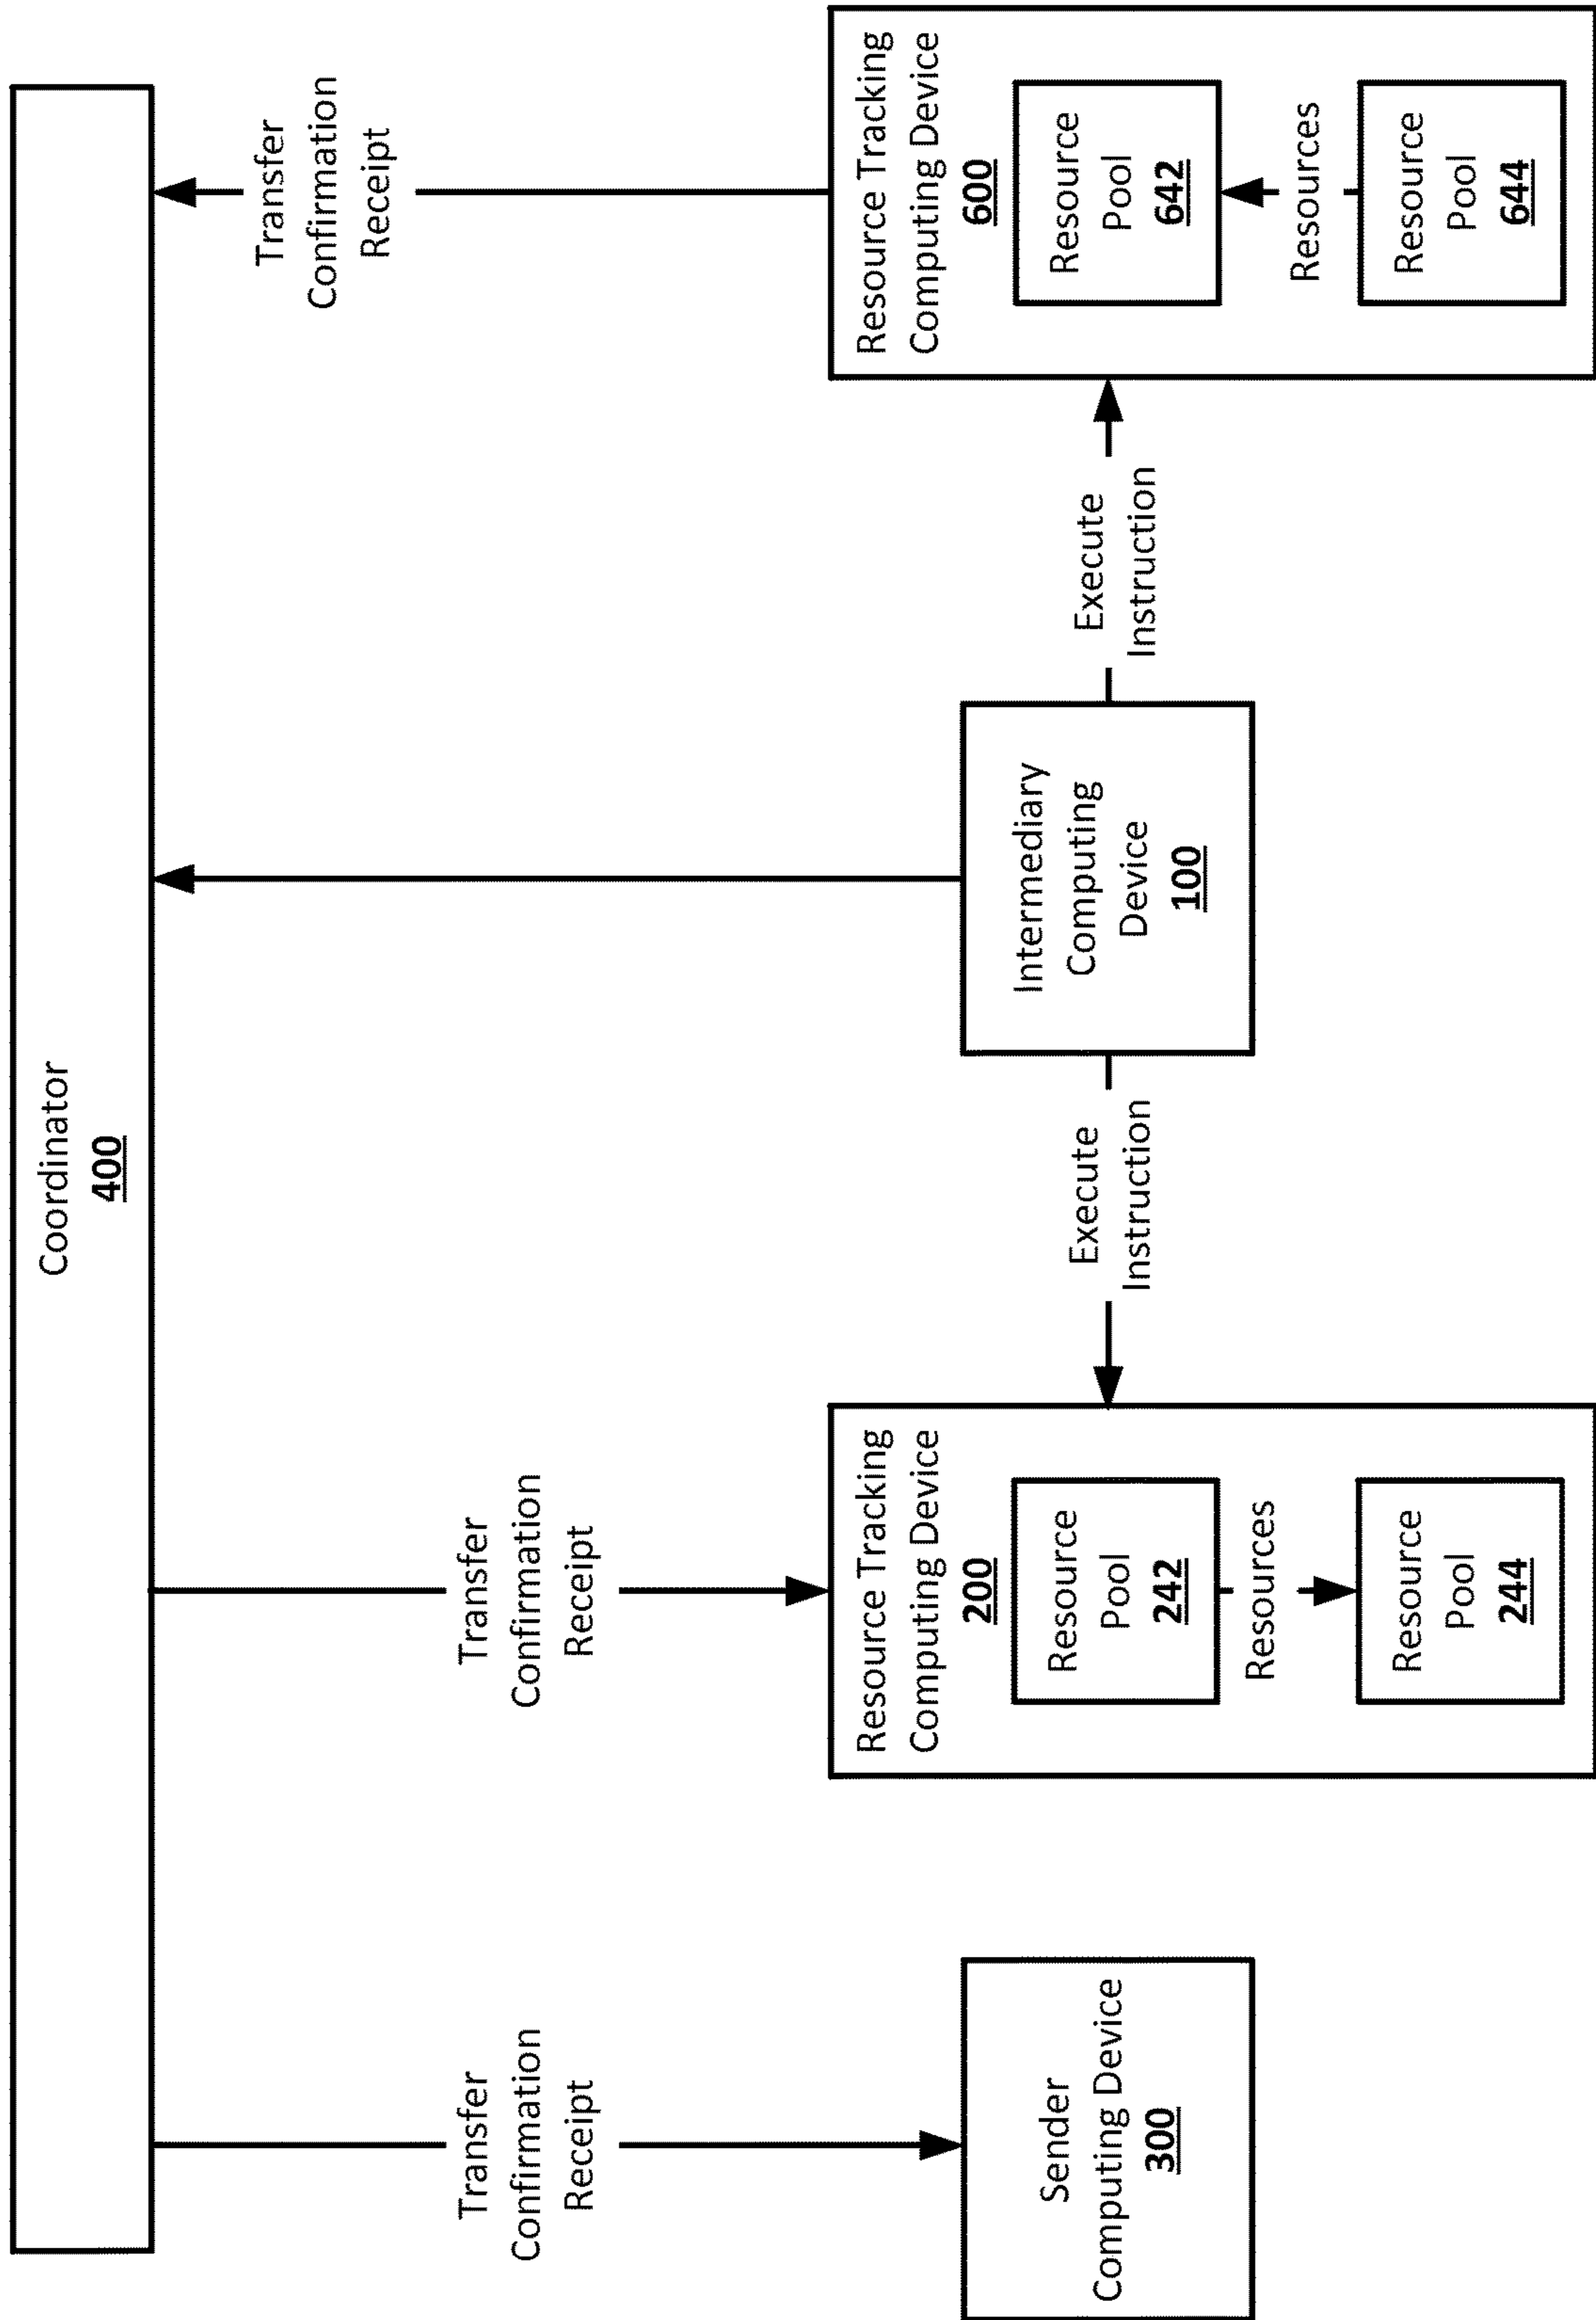 Coordinator
400
Transfer
Confirmation
Receipt
Transfer
Confirmation
Receipt
Transfer
Confirmation
Receipt
Sender
Computing Device
300
Resource Tracking
Computing Device
200
Resource
Pool
242
Resources
Resource
Pool
244
Execute
Instruction
Intermediary
Computing
Device
100
Execute
Instruction
Resource Tracking
Computing Device
600
Resource
Pool
642
Resources
Resource
Pool
644